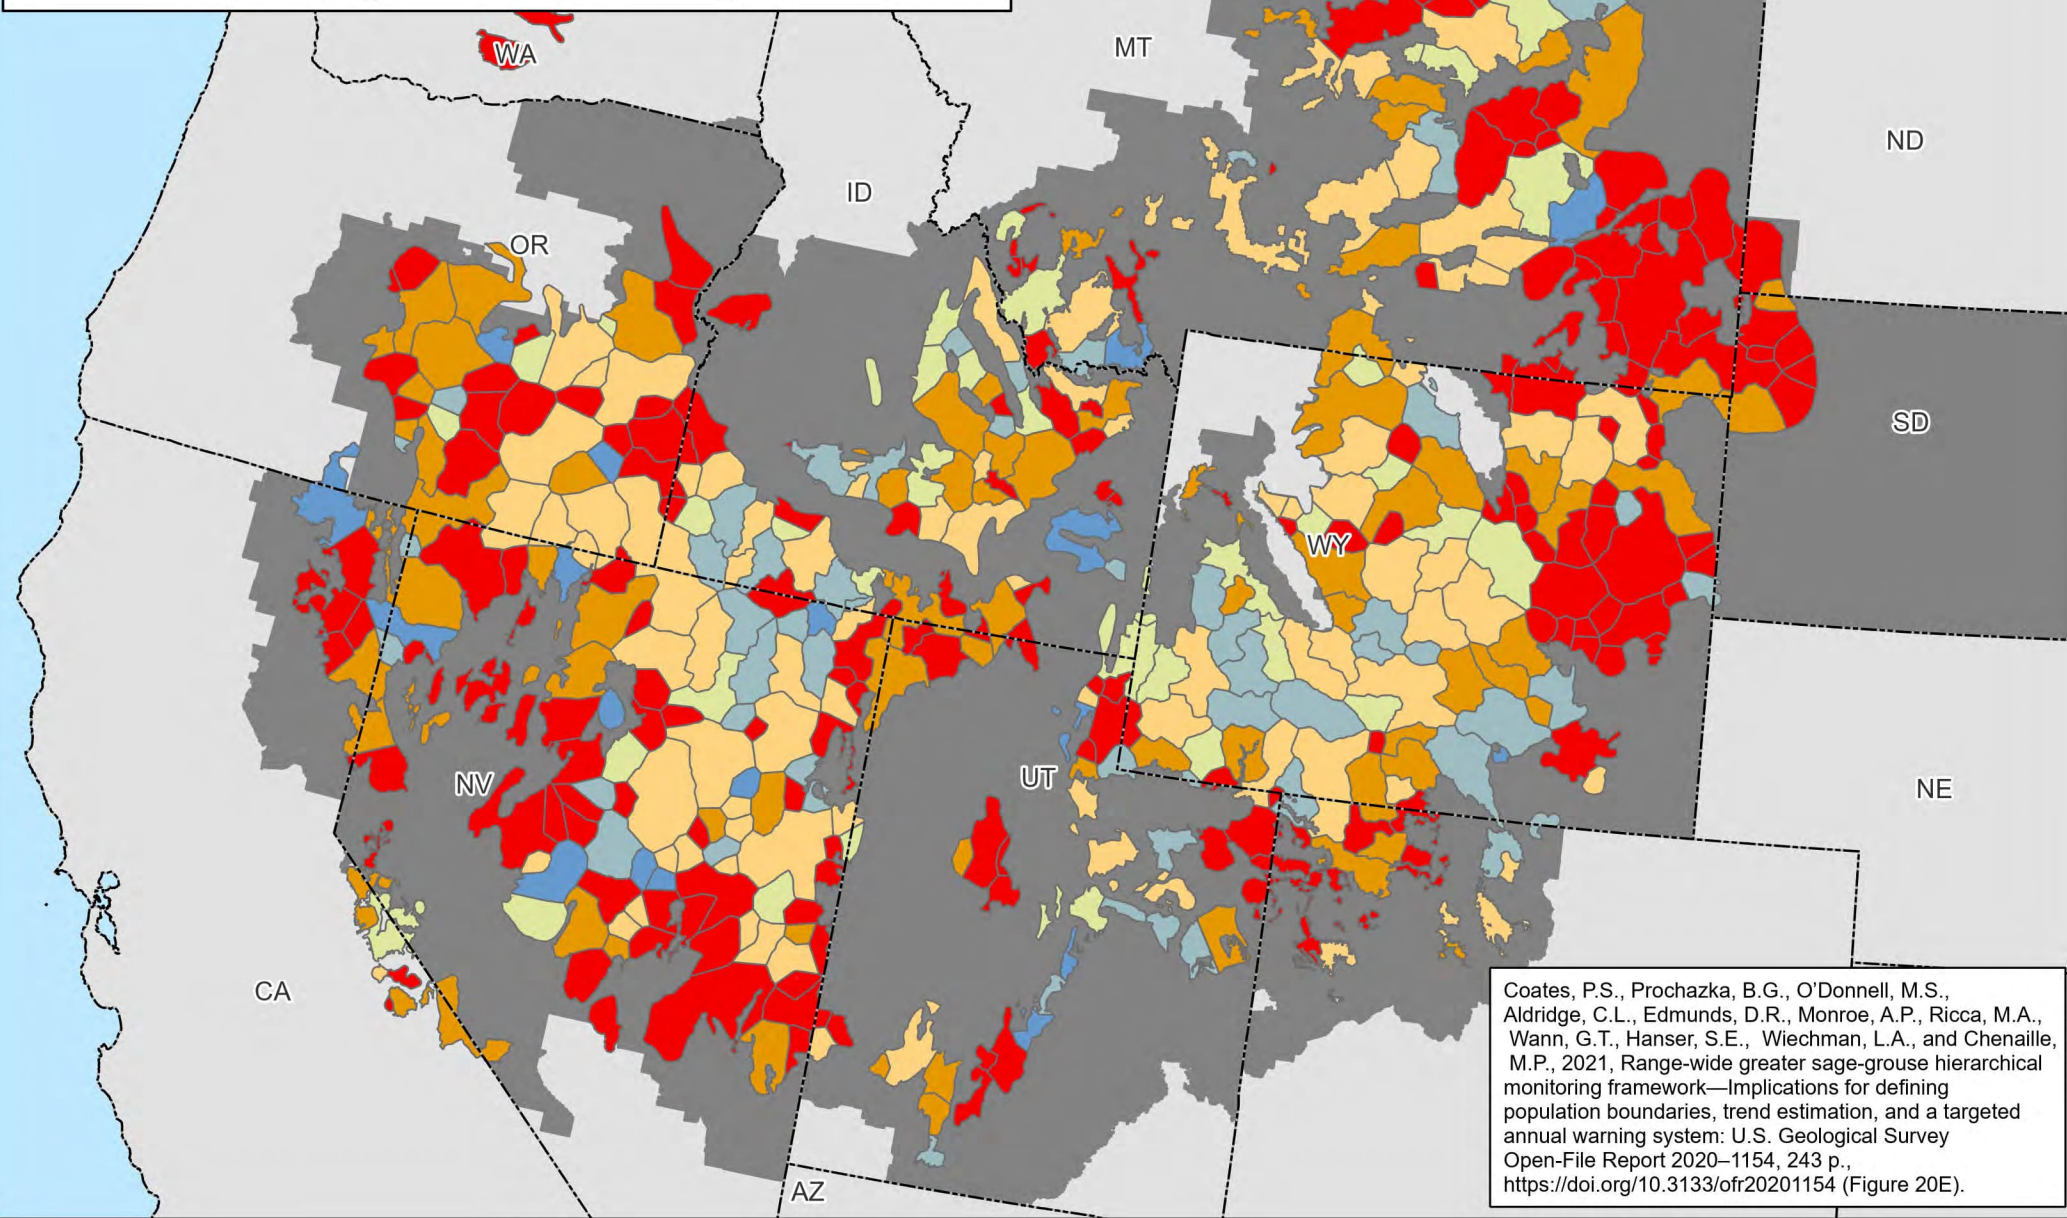 WA
MT
ND
ID
OR
SD
WY
NV
UT
NE
CA
AZ
Coates, P.S., Prochazka, B.G., O’Donnell, M.S.,
Aldridge, C.L., Edmunds, D.R., Monroe, A.P., Ricca, M.A.,
Wann, G.T., Hanser, S.E., Wiechman, L.A., and Chenaille,
M.P., 2021, Range-wide greater sage-grouse hierarchical
monitoring framework—Implications for defining
population boundaries, trend estimation, and a targeted
annual warning system: U.S. Geological Survey
Open-File Report 2020–1154, 243 p.,
https://doi.org/10.3133/ofr20201154 (Figure 20E).